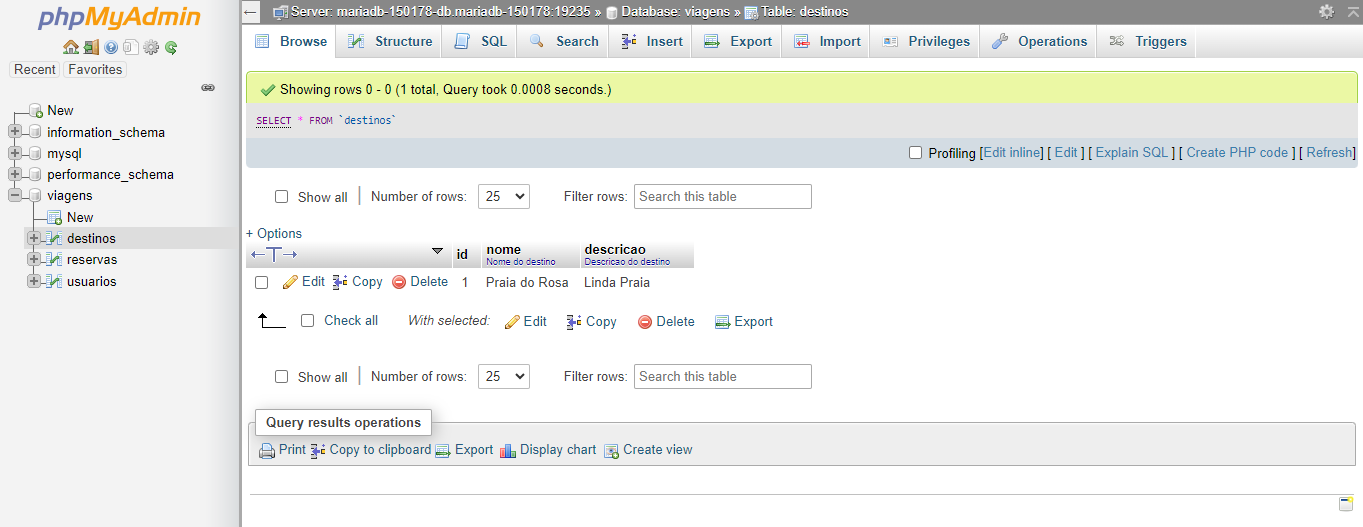 phpMyAdmin
Recent Favorites
New
information_schema
mysql
performance_schema
viagens
New
destinos
reservas
usuarios
Server: mariadb-150178-db.mariadb-150178:19235 » Database: viagens » Table: destinos
Browse Structure SQL Search Insert Export Import Privileges Operations Triggers
Showing rows 0 - 0 (1 total, Query took 0.0008 seconds.)
SELECT * FROM `destinos`
Profiling [Edit inline] [ Edit ] [ Explain SQL ] [ Create PHP code ] [ Refresh]
Show all | Number of rows: 25 Filter rows: Search this table
+ Options
←T→ id nome descricao
Nome do destino Descricao do destino
Edit Copy Delete 1 Praia do Rosa Linda Praia
Check all With selected: Edit Copy Delete Export
Show all | Number of rows: 25 Filter rows: Search this table
Query results operations
Print Copy to clipboard Export Display chart Create view